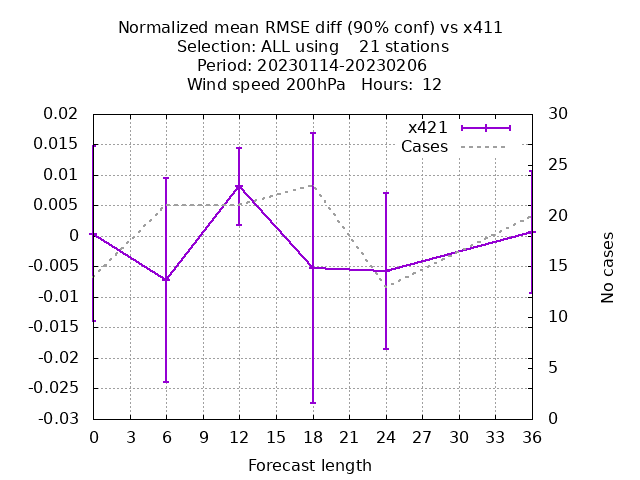 Normalized mean RMSE diff (90% conf) vs x411
Selection: ALL using    21 stations
Period: 20230114-20230206
Wind speed 200hPa   Hours:  12
0.02
0.015
0.01
0.005
0
-0.005
-0.01
-0.015
-0.02
-0.025
-0.03
x421
Cases
30
25
20
15
10
5
0
No cases
0 3 6 9 12 15 18 21 24 27 30 33 36
Forecast length